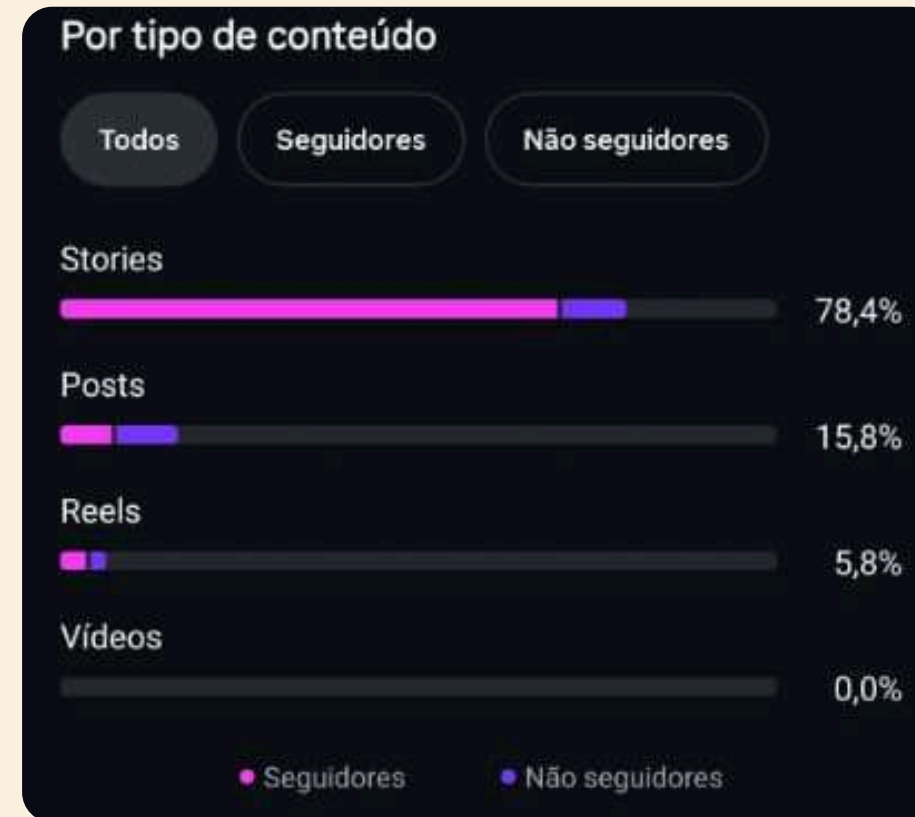 Por tipo de conteúdo
Todos Seguidores Não seguidores
Stories
78,4%
Posts
15,8%
Reels
5,8%
Vídeos
0,0%
Seguidores Não seguidores